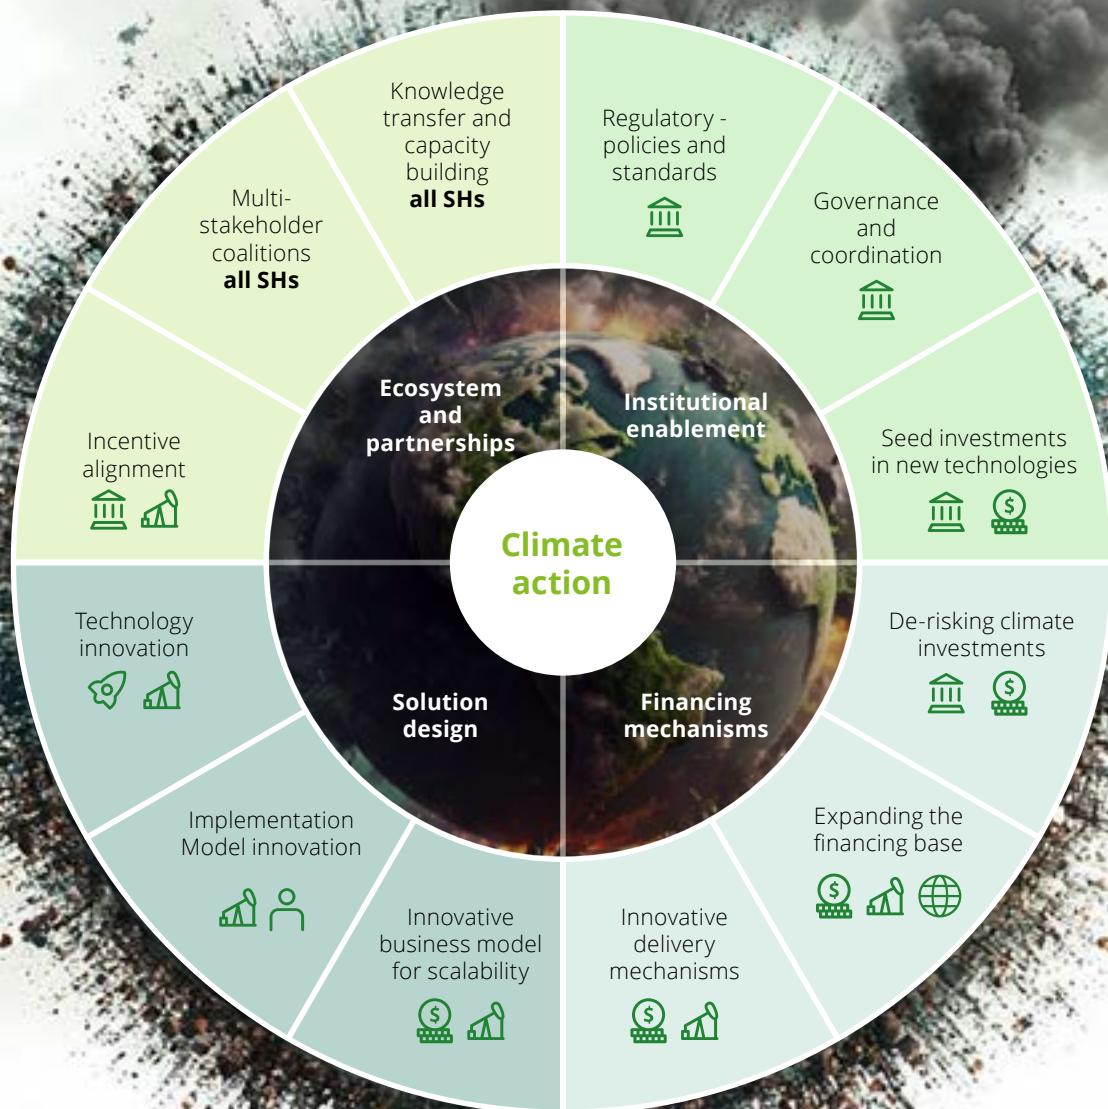 Knowledge
transfer and
capacity
building
all SHs
Regulatory -
policies and
standards
Multi-
stakeholder
coalitions
all SHs
Governance
and
coordination
Incentive
alignment
Ecosystem
and
partnerships
Institutional
enablement
Seed investments
in new technologies
Climate
action
Technology
innovation
De-risking climate
investments
Solution
design
Financing
mechanisms
Implementation
Model innovation
Expanding the
financing base
Innovative
business model
for scalability
Innovative
delivery
mechanisms